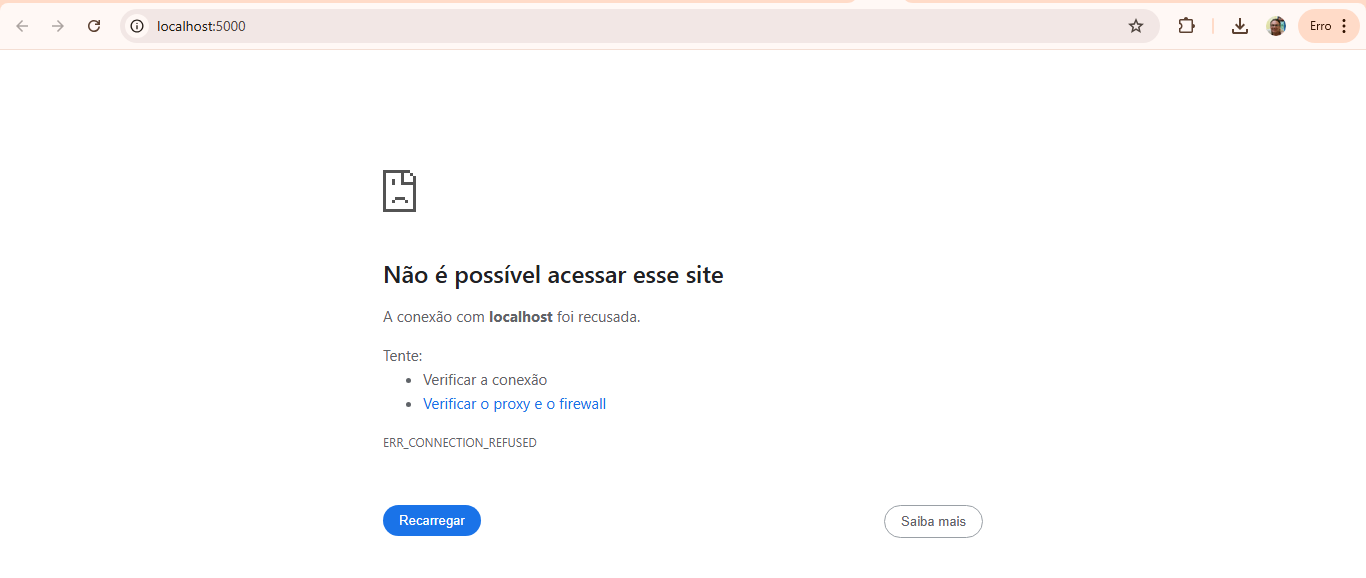 localhost:5000
Erro
Não é possível acessar esse site
A conexão com localhost foi recusada.
Tente:
• Verificar a conexão
• Verificar o proxy e o firewall
ERR_CONNECTION_REFUSED
Recarregar
Saiba mais